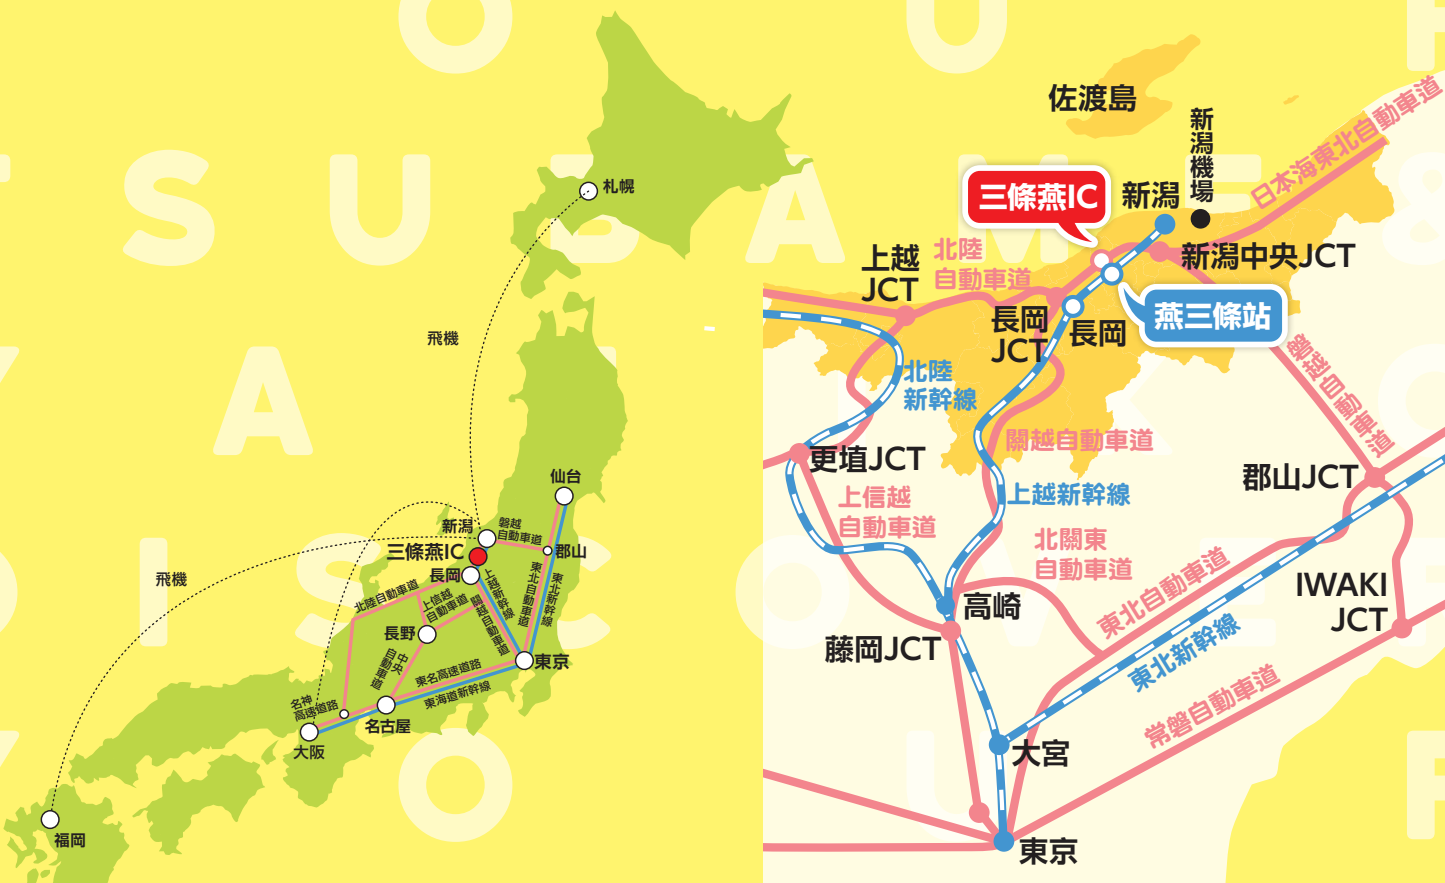 札幌
飛機
飛機
仙台
新潟
磐越
自動車道
三條燕IC
郡山
長岡
上越新幹線
東北自動車道
東北新幹線
北陸自動車道
上信越
自動車道
關越自動車道
長野
中央
自動車道
東京
東名高速道路
東海道新幹線
名神
高速道路
名古屋
大阪
福岡
佐渡島
新潟機場
日本海東北自動車道
三條燕IC
新潟
上越
JCT
北陸
自動車道
新潟中央JCT
長岡
JCT
長岡
燕三條站
北陸
新幹線
磐越自動車道
關越自動車道
更埴JCT
郡山JCT
上信越
自動車道
上越新幹線
北關東
自動車道
東北自動車道
IWAKI
JCT
高崎
藤岡JCT
東北新幹線
常磐自動車道
大宮
東京
O U
TSUBAME &
A
DISCOVER
O U